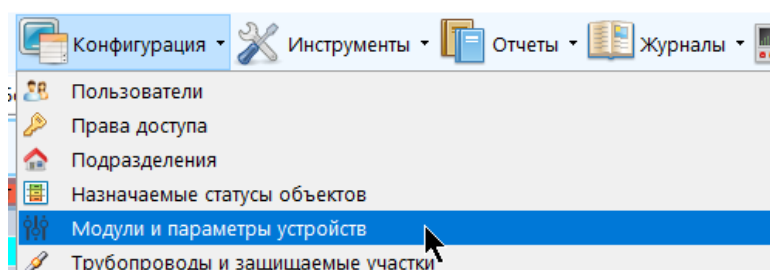 Конфигурация Инструменты Отчеты Журналы
Пользователи
Права доступа
Подразделения
Назначаемые статусы объектов
Модули и параметры устройств
Трубопроводы и защищаемые участки